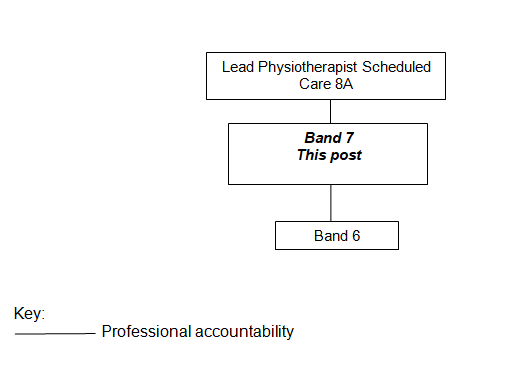 Lead Physiotherapist Scheduled
Care 8A
Band 7
This post
Band 6
Key:
Professional accountability